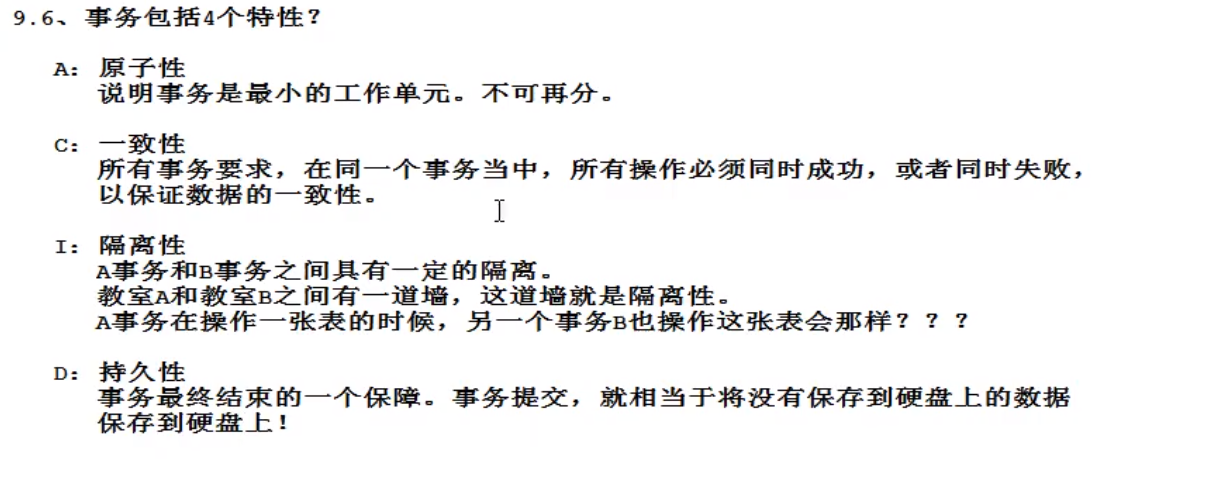 9.6、事务包括4个特性？
A：原子性
说明事务是最小的工作单元。不可再分。
C：一致性
所有事务要求，在同一个事务当中，所有操作必须同时成功，或者同时失败，
以保证数据的一致性。
I：隔离性
A事务和B事务之间具有一定的隔离。
教室A和教室B之间有一道墙，这道墙就是隔离性。
A事务在操作一张表的时候，另一个事务B也操作这张表会那样？？？
D：持久性
事务最终结束的一个保障。事务提交，就相当于将没有保存到硬盘上的数据
保存到硬盘上！